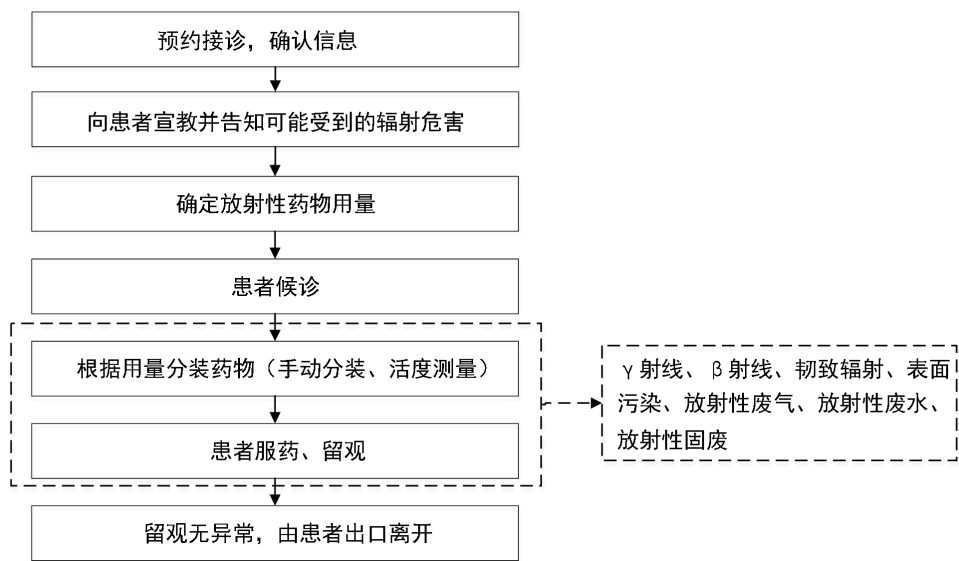 预约接诊，确认信息
向患者宣教并告知可能受到的辐射危害
确定放射性药物用量
患者候诊
根据用量分装药物（手动分装、活度测量）
患者服药、留观
留观无异常，由患者出口离开
γ射线、β射线、韧致辐射、表面
污染、放射性废气、放射性废水、
放射性固废